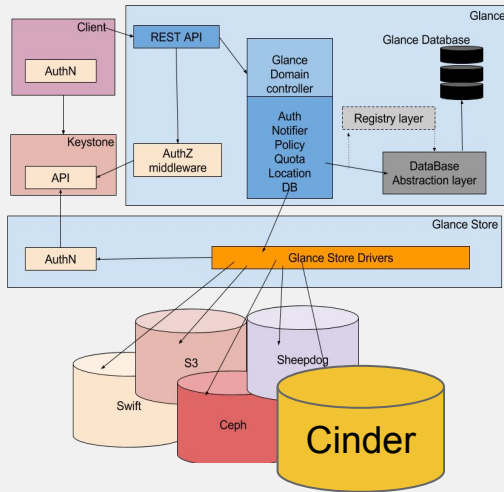 Glance
Client
REST API
Glance Database
AuthN
Glance
Domain
controller
Auth
Notifier
Policy
Quota
Location
DB
Registry layer
Keystone
API
AuthZ
middleware
DataBase
Abstraction layer
Glance Store
AuthN
Glance Store Drivers
S3
Sheepdog
Swift
Ceph
Cinder